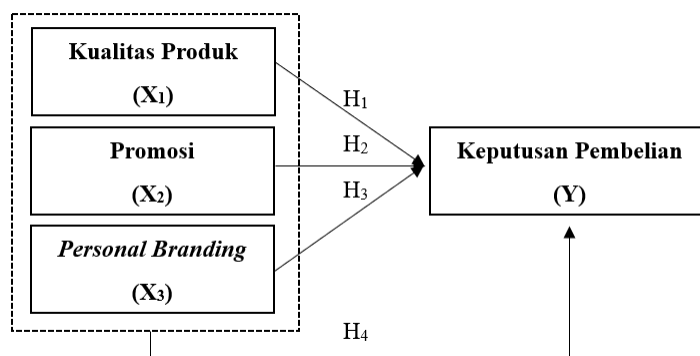 Kualitas Produk
(X₁)
Promosi
(X₂)
Personal Branding
(X₃)
H₁
H₂
H₃
H₄
Keputusan Pembelian
(Y)